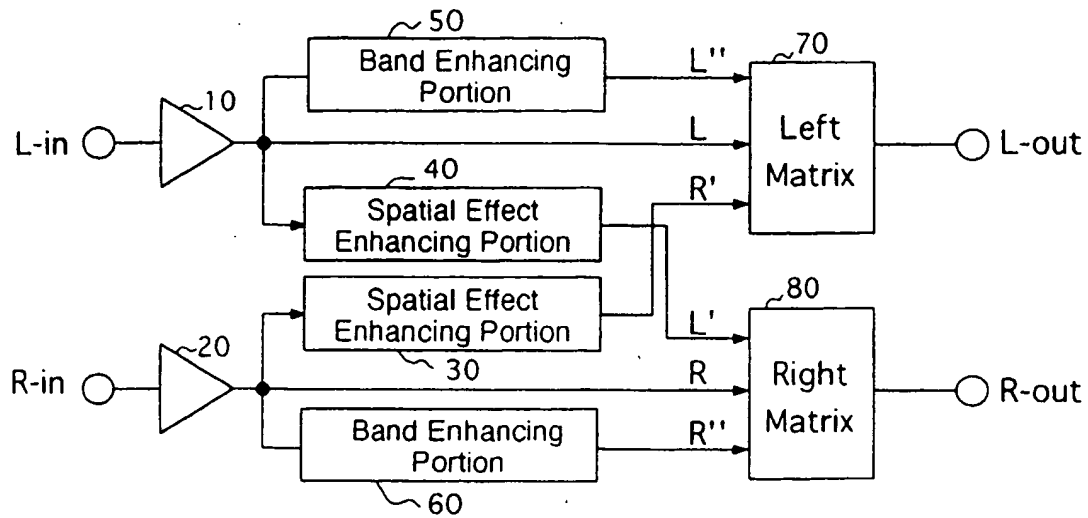 50
Band Enhancing
Portion
L''
70
10
L-in
L
Left
Matrix
L-out
40
Spatial Effect
Enhancing Portion
R'
Spatial Effect
Enhancing Portion
30
L'
80
20
R-in
R
Right
Matrix
R-out
Band Enhancing
Portion
R''
60